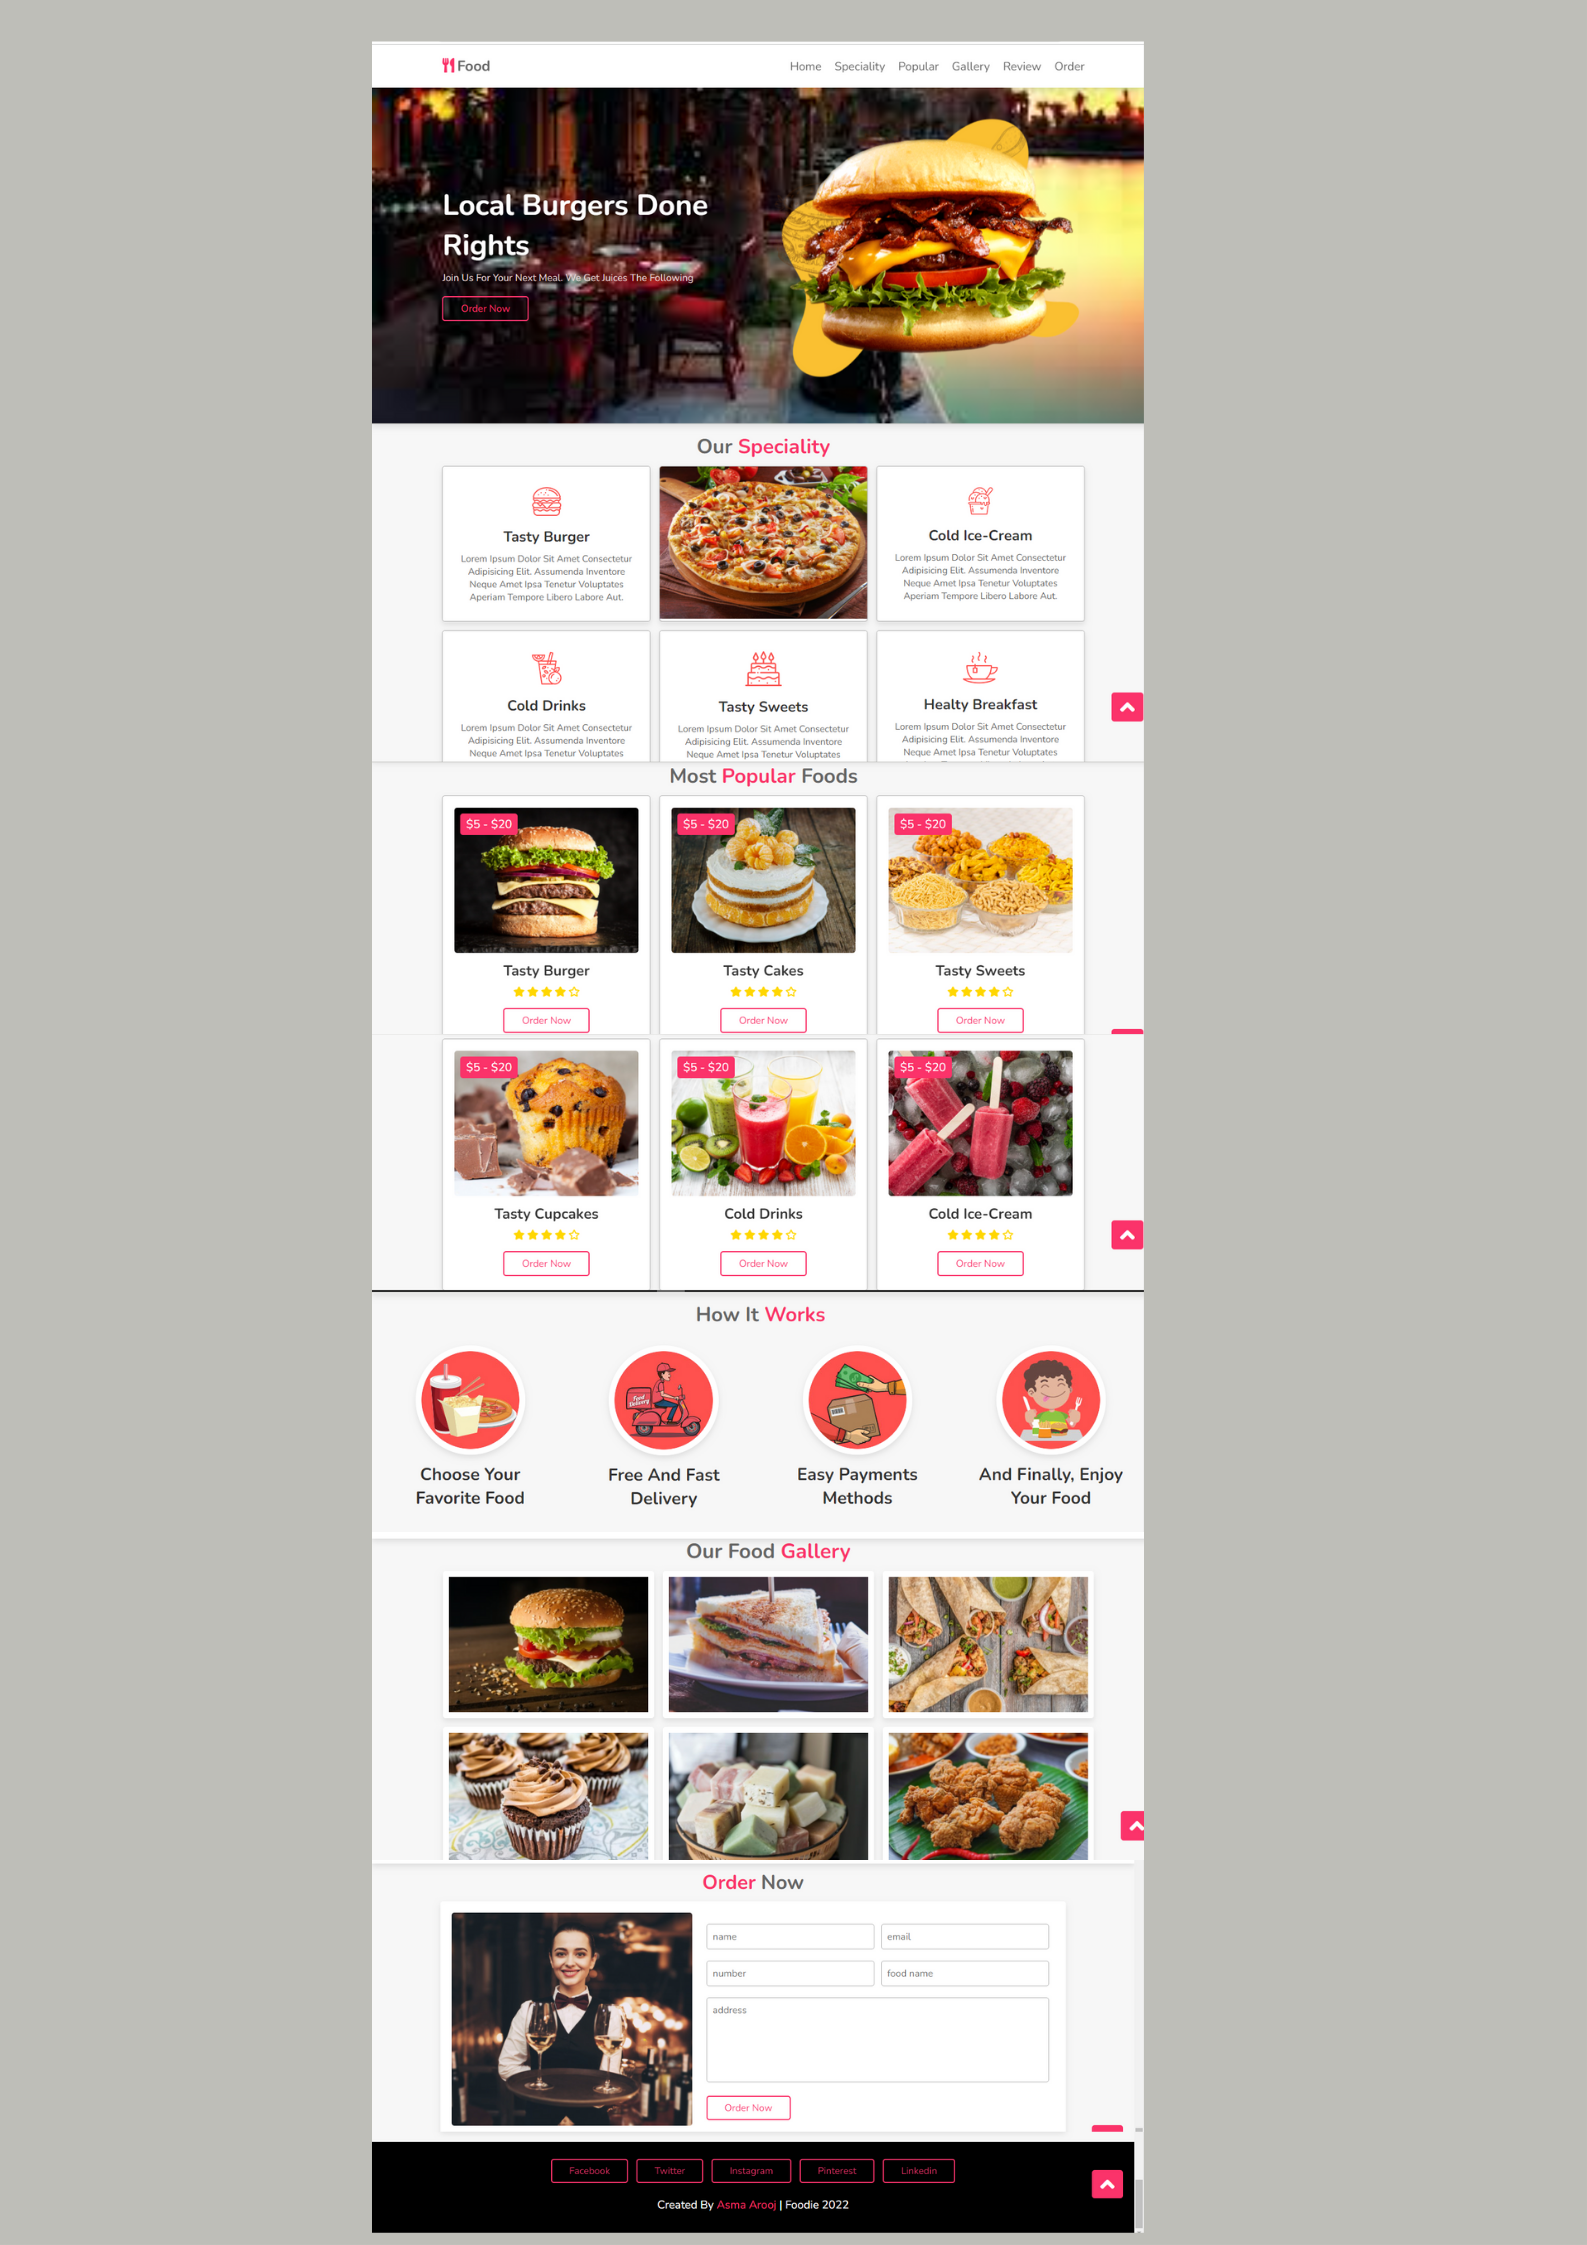 Food
Home Speciality Popular Gallery Review Order
Local Burgers Done
Rights
Join Us For Your Next Meal. We Get Juices The Following
Order Now
Our Speciality
Tasty Burger
Lorem Ipsum Dolor Sit Amet Consectetur
Adipisicing Elit. Assumenda Inventore
Neque Amet Ipsa Tenetur Voluptates
Aperiam Tempore Libero Labore Aut.
Cold Ice-Cream
Lorem Ipsum Dolor Sit Amet Consectetur
Adipisicing Elit. Assumenda Inventore
Neque Amet Ipsa Tenetur Voluptates
Aperiam Tempore Libero Labore Aut.
Cold Drinks
Lorem Ipsum Dolor Sit Amet Consectetur
Adipisicing Elit. Assumenda Inventore
Neque Amet Ipsa Tenetur Voluptates
Tasty Sweets
Lorem Ipsum Dolor Sit Amet Consectetur
Adipisicing Elit. Assumenda Inventore
Neque Amet Ipsa Tenetur Voluptates
Healty Breakfast
Lorem Ipsum Dolor Sit Amet Consectetur
Adipisicing Elit. Assumenda Inventore
Neque Amet Ipsa Tenetur Voluptates
Most Popular Foods
$5 - $20
Tasty Burger
Order Now
$5 - $20
Tasty Cakes
Order Now
$5 - $20
Tasty Sweets
Order Now
$5 - $20
Tasty Cupcakes
Order Now
$5 - $20
Cold Drinks
Order Now
$5 - $20
Cold Ice-Cream
Order Now
How It Works
Choose Your
Favorite Food
Food
Delivery
Free And Fast
Delivery
Easy Payments
Methods
And Finally, Enjoy
Your Food
Our Food Gallery
Order Now
name
email
number
food name
address
Order Now
Facebook Twitter Instagram Pinterest Linkedin
Created By Asma Arooj | Foodie 2022